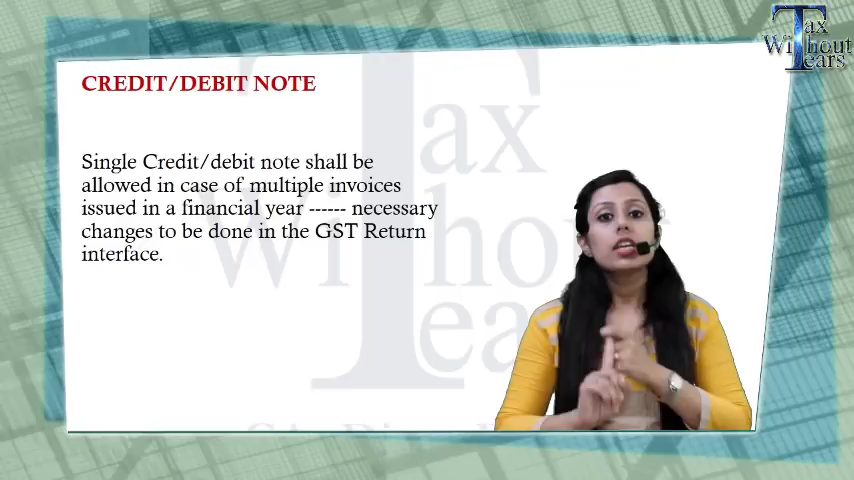 Tax
Without
Tears
CREDIT/DEBIT NOTE
Single Credit/debit note shall be
allowed in case of multiple invoices
issued in a financial year ------ necessary
changes to be done in the GST Return
interface.